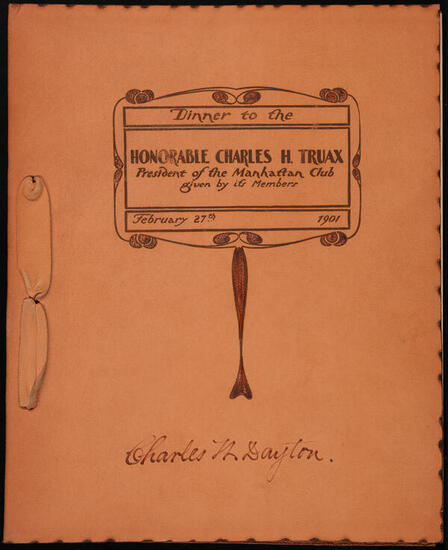 Dinner to the
HONORABLE CHARLES H. TRUAX
President of the Manhattan Club
given by its Members
February 27th 1901
Charles W. Dayton.